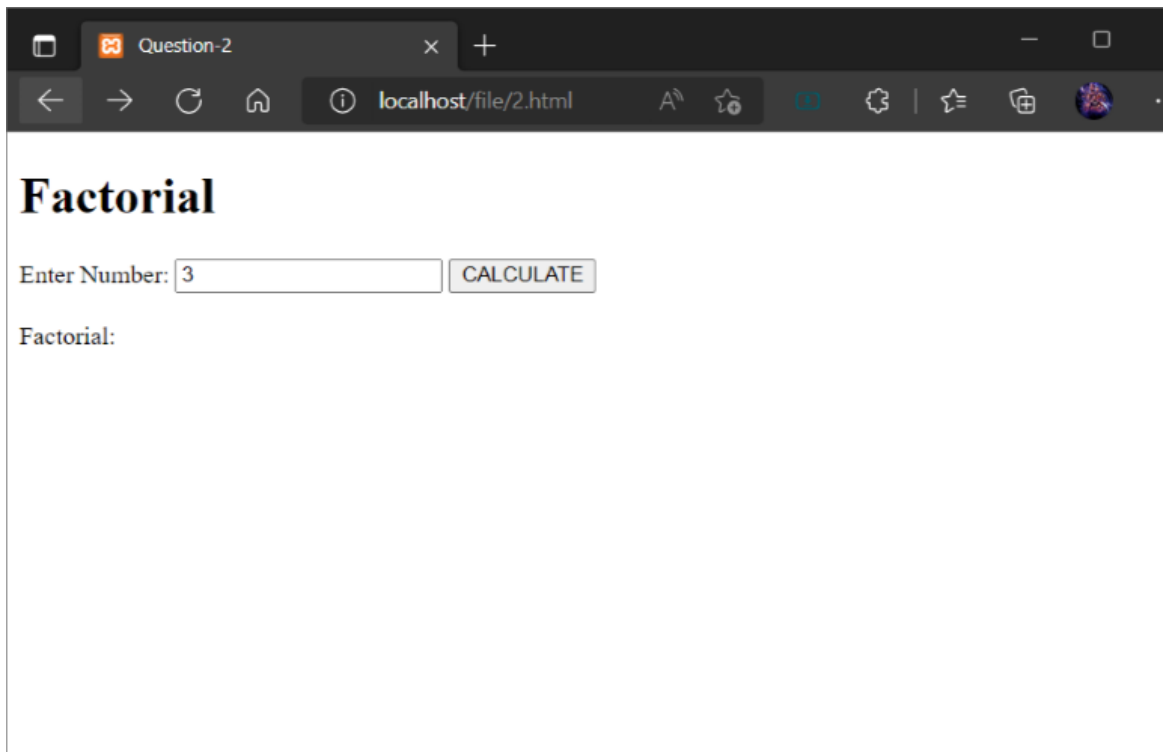 Question-2
localhost/file/2.html
Factorial
Enter Number: 3 CALCULATE
Factorial: